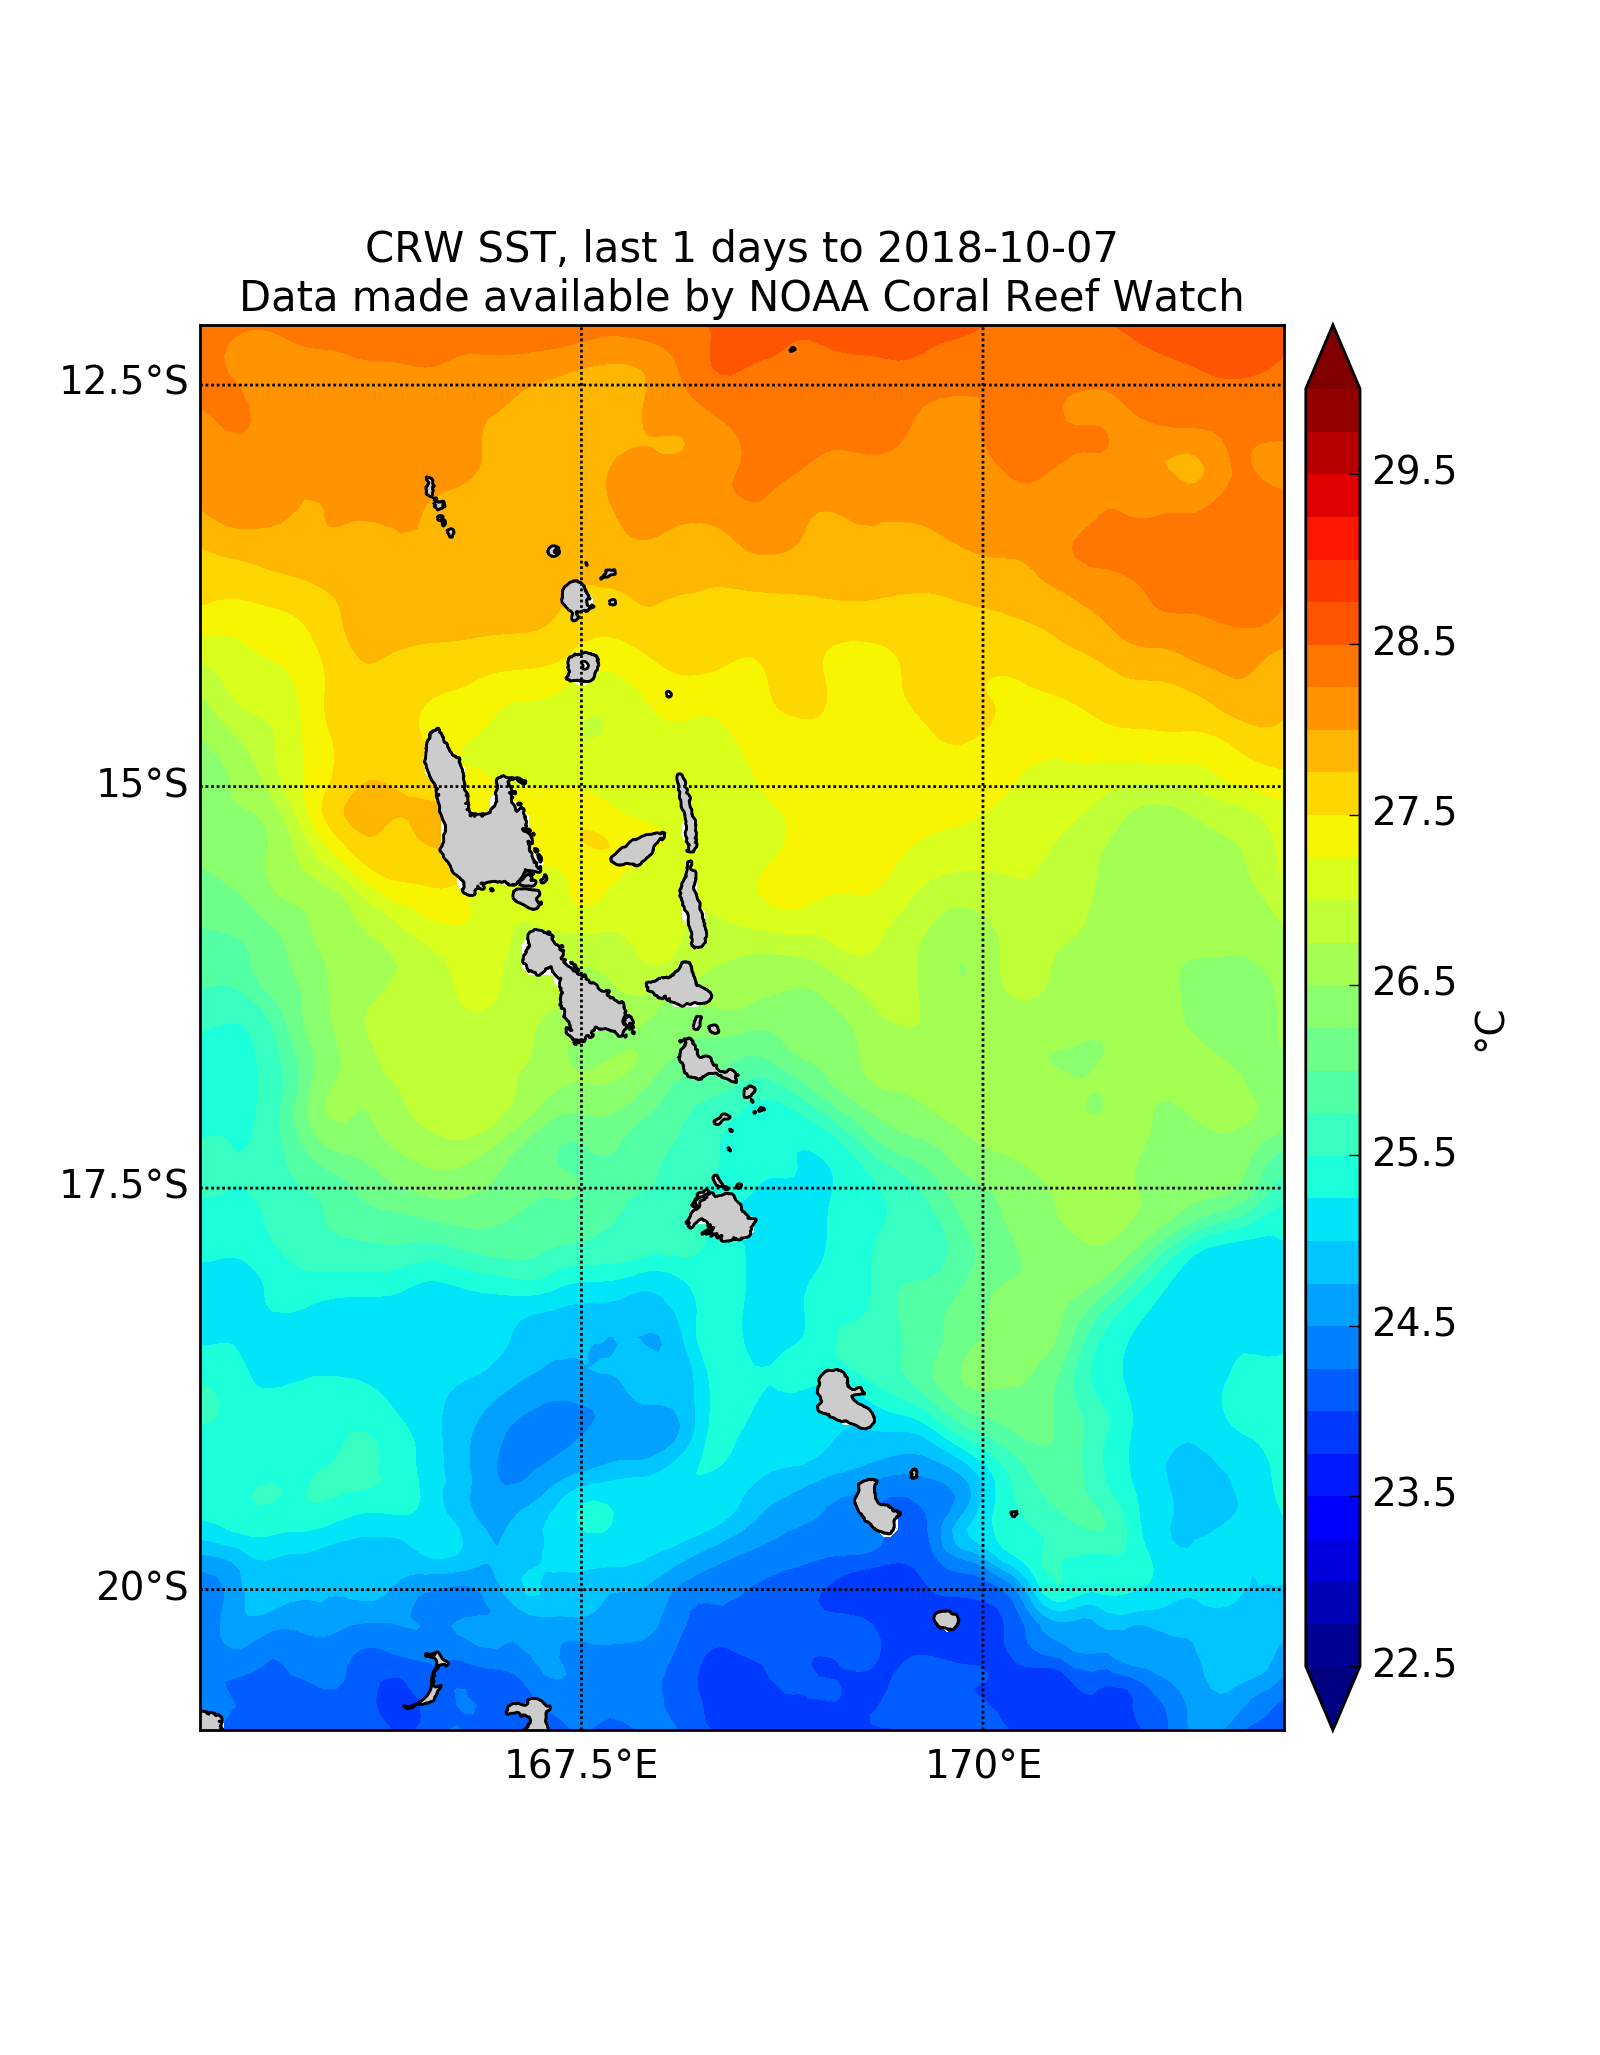 CRW SST, last 1 days to 2018-10-07
Data made available by NOAA Coral Reef Watch
12.5°S
15°S
17.5°S
20°S
167.5°E
170°E
29.5
28.5
27.5
26.5
25.5
24.5
23.5
22.5
°C